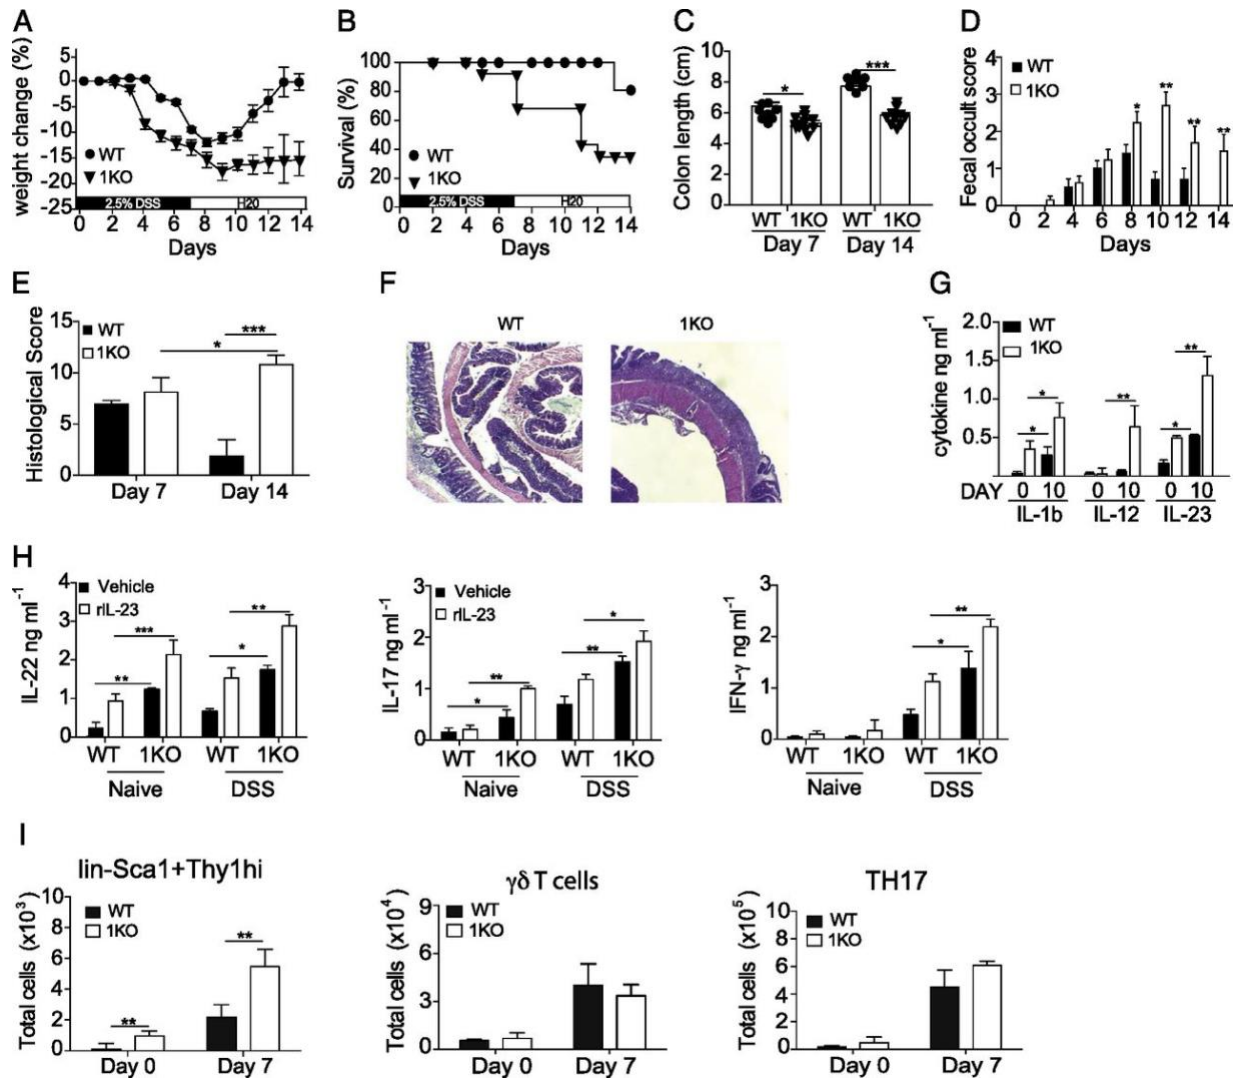 A
weight change (%)
5
0
-5
-10
-15
-20
-25
WT
1KO
2.5% DSS
H20
0 2 4 6 8 10 12 14
Days
B
Survival (%)
100
80
60
40
20
0
WT
1KO
2.5% DSS
H20
0 2 4 6 8 10 12 14
Days
C
Colon length (cm)
10
8
6
4
2
0
*
***
WT 1KO WT 1KO
Day 7 Day 14
D
Fecal occult score
4
3
2
1
0
WT
1KO
* ** ** **
0 2 4 6 8 10 12 14
Days
E
Histological Score
15
10
5
0
WT
1KO
***
*
Day 7 Day 14
F
WT 1KO
G
cytokine ng ml-1
2.0
1.5
1.0
0.5
WT
1KO
* * ** * **
DAY 0 10 0 10 0 10
IL-1b IL-12 IL-23
H
IL-22 ng ml-1
4
3
2
1
0
Vehicle
rIL-23
*** **
** *
WT 1KO WT 1KO
Naive DSS
IL-17 ng ml-1
3
2
1
0
Vehicle
rIL-23
** *
* **
WT 1KO WT 1KO
Naive DSS
IFN-γ ng ml-1
3
2
1
0
**
*
WT 1KO WT 1KO
Naive DSS
I
lin-Sca1+Thy1hi
Total cells (x10³)
10
8
6
4
2
0
WT
1KO
** **
Day 0 Day 7
γδ T cells
Total cells (x10⁴)
9
6
3
0
WT
1KO
Day 0 Day 7
TH17
Total cells (x10⁵)
10
8
6
4
2
0
WT
1KO
Day 0 Day 7